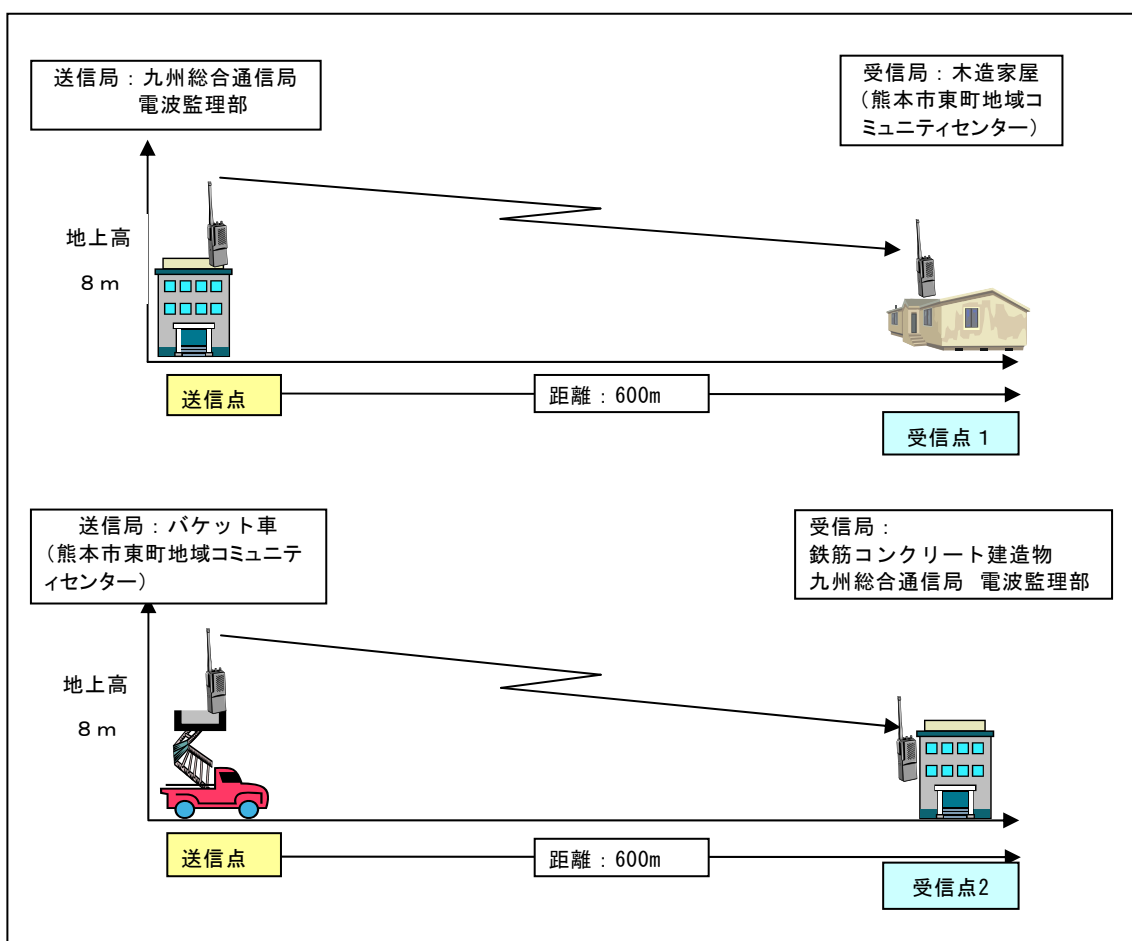 送信局：九州総合通信局
電波監理部
受信局：木造家屋
（熊本市東町地域コ
ミュニティセンター）
地上高
８ｍ
送信点
距離：600m
受信点１
送信局：バケット車
（熊本市東町地域コミュニテ
ィセンター）
受信局：
鉄筋コンクリート建造物
九州総合通信局 電波監理部
地上高
８ｍ
送信点
距離：600m
受信点2